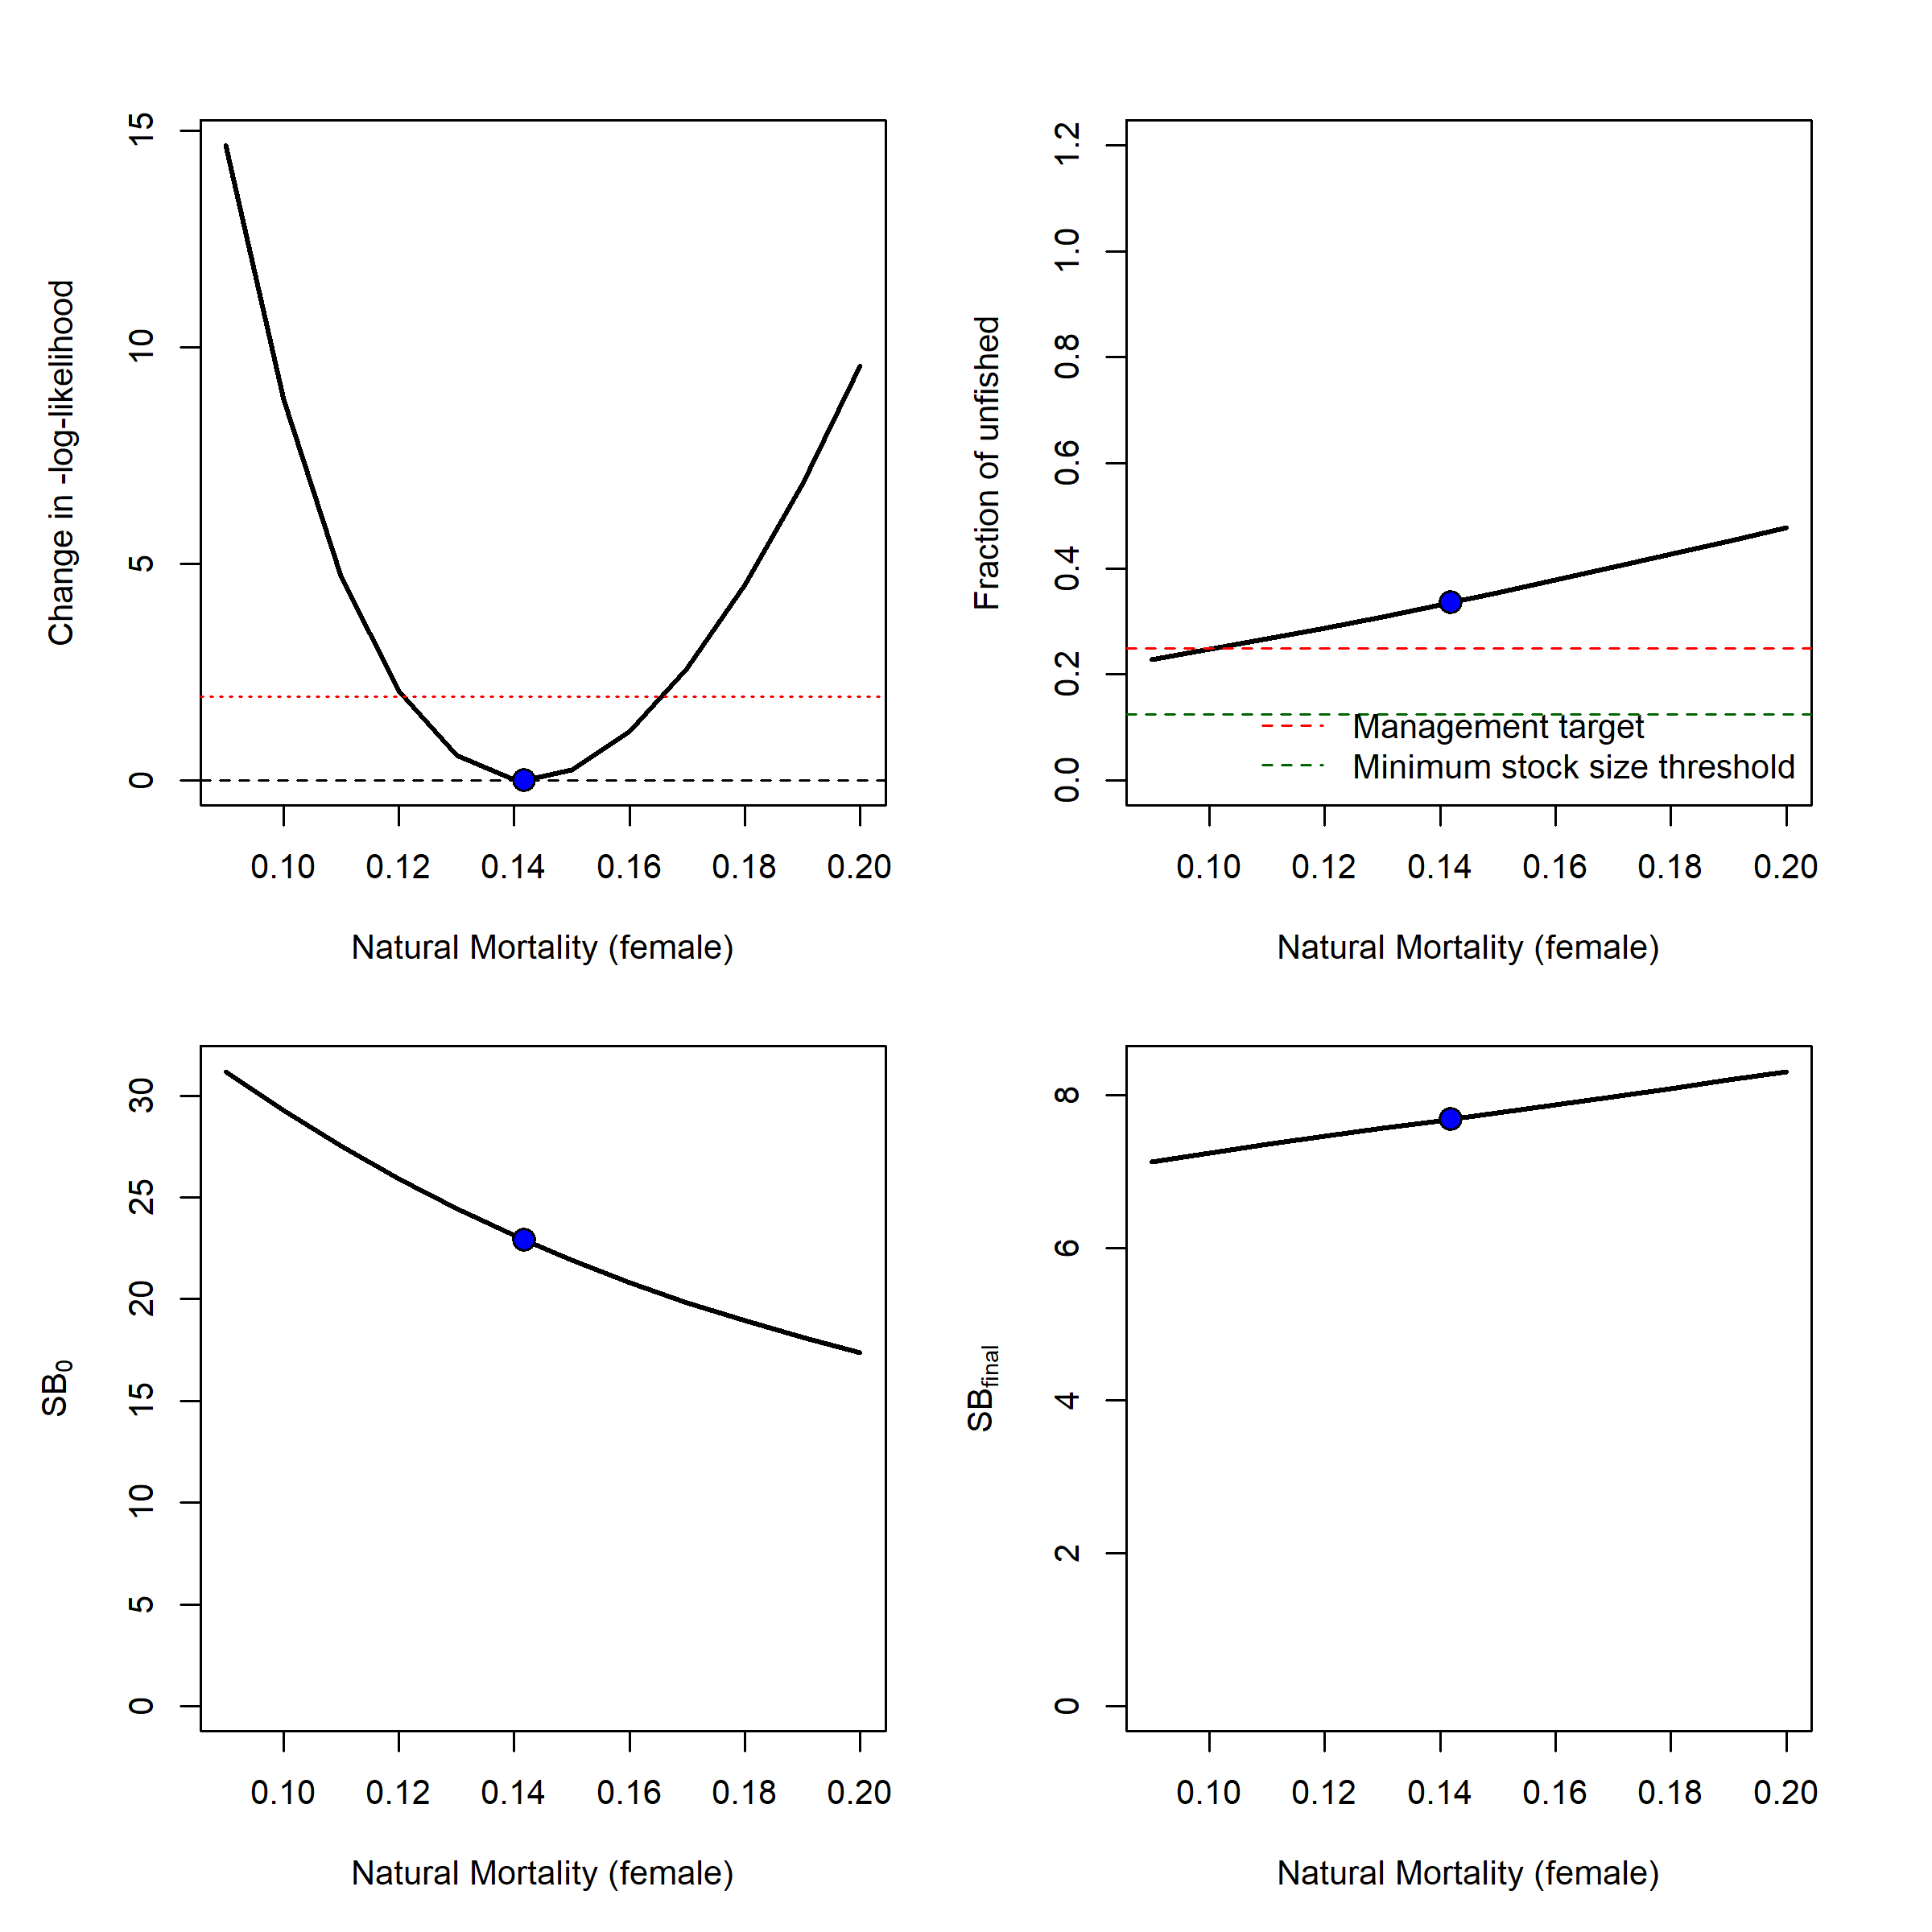 Change in -log-likelihood
15
10
5
0
0.10 0.12 0.14 0.16 0.18 0.20
Natural Mortality (female)
Fraction of unfished
1.2
1.0
0.8
0.6
0.4
0.2
0.0
Management target
Minimum stock size threshold
0.10 0.12 0.14 0.16 0.18 0.20
Natural Mortality (female)
SB0
30
25
20
15
10
5
0
0.10 0.12 0.14 0.16 0.18 0.20
Natural Mortality (female)
SBfinal
8
6
4
2
0
0.10 0.12 0.14 0.16 0.18 0.20
Natural Mortality (female)